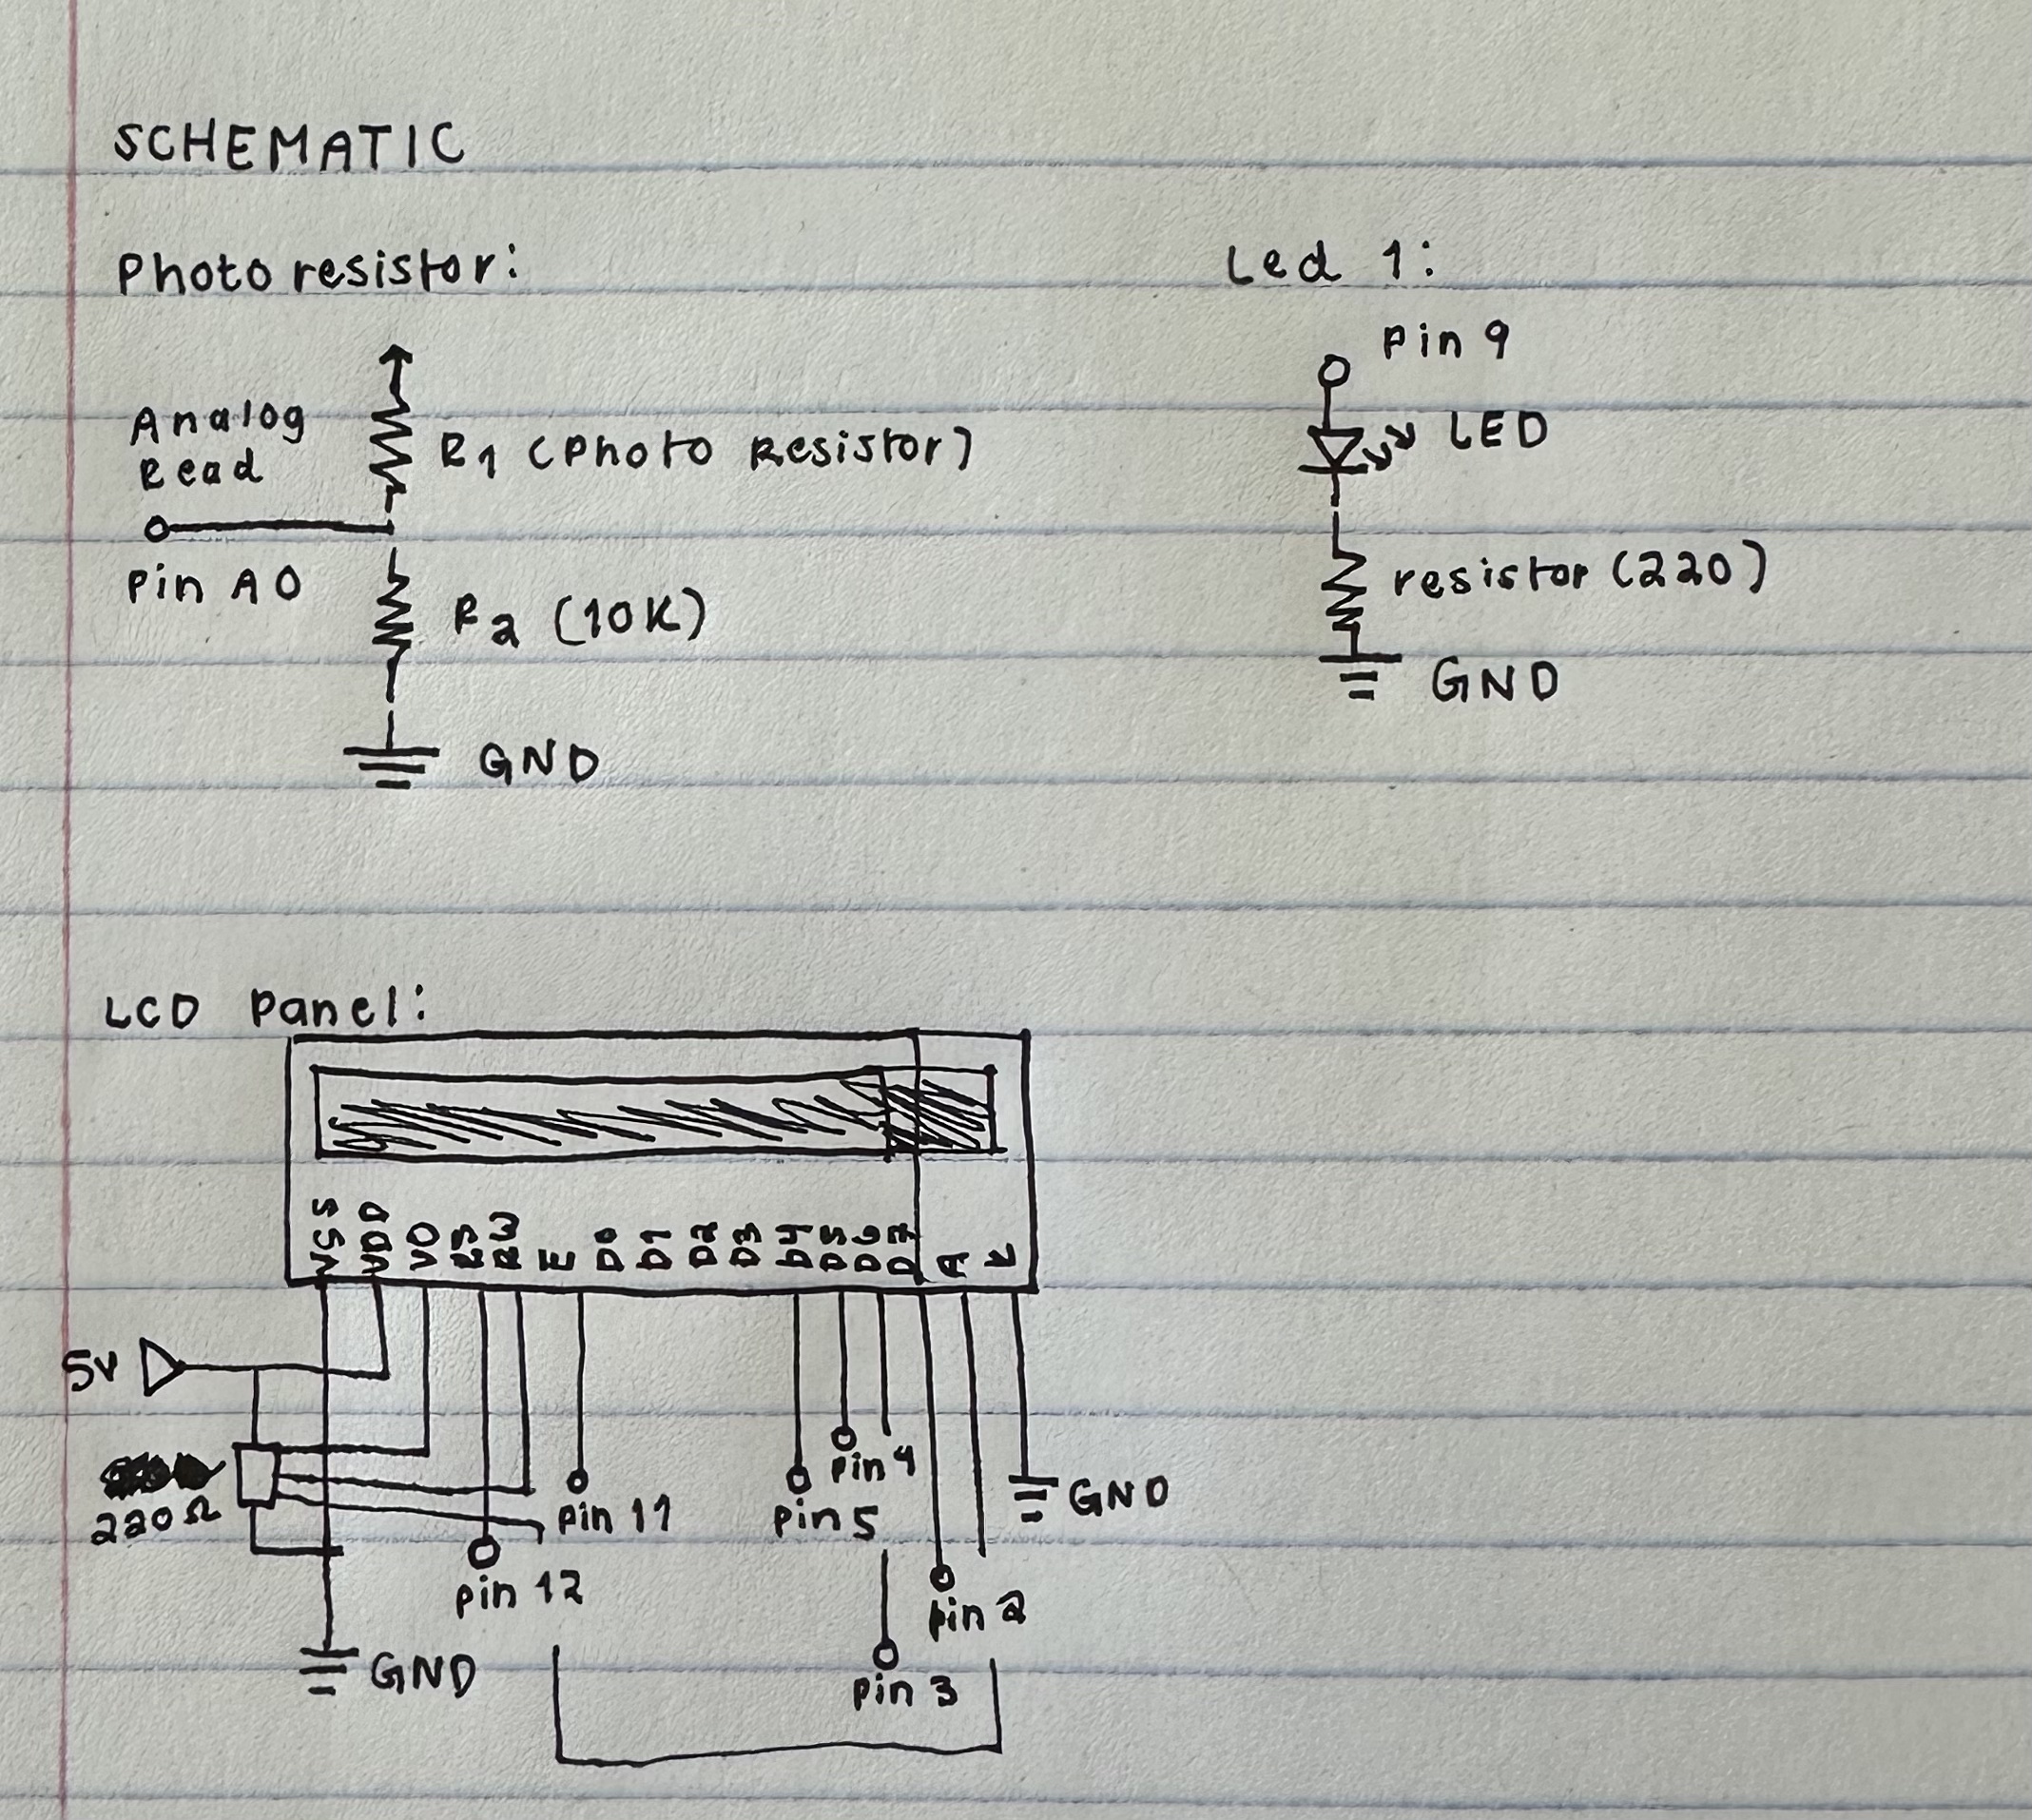 SCHEMATIC
Photo resistor:
Analog
Read
R1 (Photo Resistor)
Pin A0
R2 (10K)
GND
Led 1:
Pin 9
LED
resistor (220)
GND
LCD Panel:
VSS VDD VO RS RW E D0 D1 D2 D3 D4 D5 D6 D7 A K
5V
220Ω
Pin 11
Pin 12
GND
Pin 4
Pin 5
GND
Pin 2
Pin 3